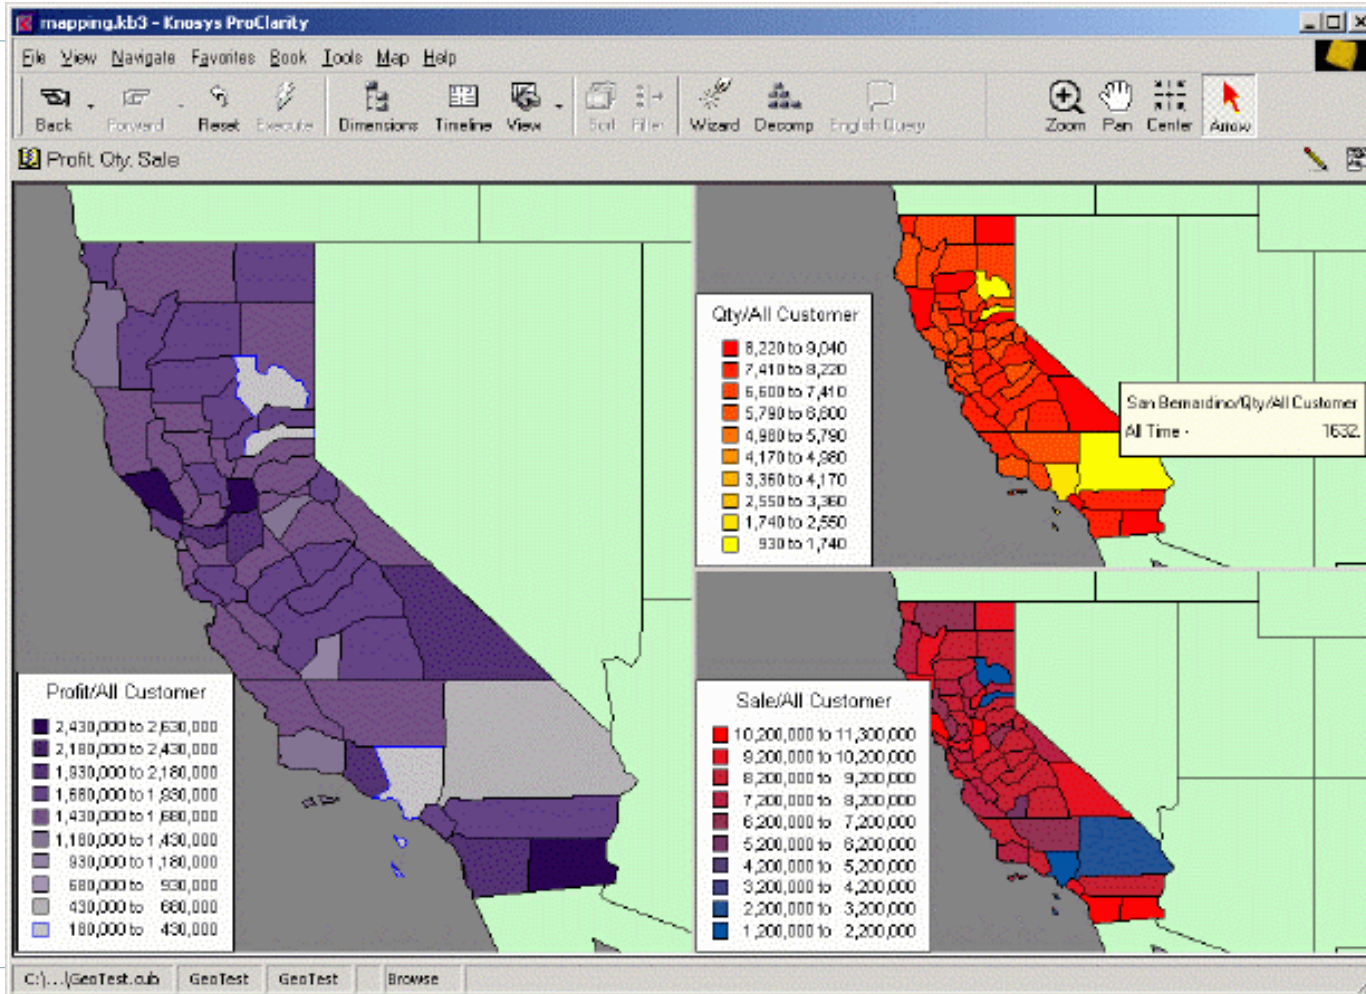 mapping.kb3 - Knosys ProClarity
File View Navigate Favorites Book Tools Map Help
Back Forward Reset Execute Dimensions Timeline View Sort Filter Wizard Decomp English Query Zoom Pan Center Arrow
Profit, Qty, Sale
Profit/All Customer
2,430,000 to 2,630,000
2,180,000 to 2,430,000
1,930,000 to 2,180,000
1,680,000 to 1,930,000
1,430,000 to 1,680,000
1,180,000 to 1,430,000
930,000 to 1,180,000
680,000 to 930,000
430,000 to 680,000
180,000 to 430,000
Qty/All Customer
8,220 to 9,040
7,410 to 8,220
6,600 to 7,410
5,790 to 6,600
4,980 to 5,790
4,170 to 4,980
3,360 to 4,170
2,550 to 3,360
1,740 to 2,550
930 to 1,740
San Bernardino/Qty/All Customer
All Time - 1632.
Sale/All Customer
10,200,000 to 11,300,000
9,200,000 to 10,200,000
8,200,000 to 9,200,000
7,200,000 to 8,200,000
6,200,000 to 7,200,000
5,200,000 to 6,200,000
4,200,000 to 5,200,000
3,200,000 to 4,200,000
2,200,000 to 3,200,000
1,200,000 to 2,200,000
C:\...\GeoTest.cub GeoTest GeoTest Browse